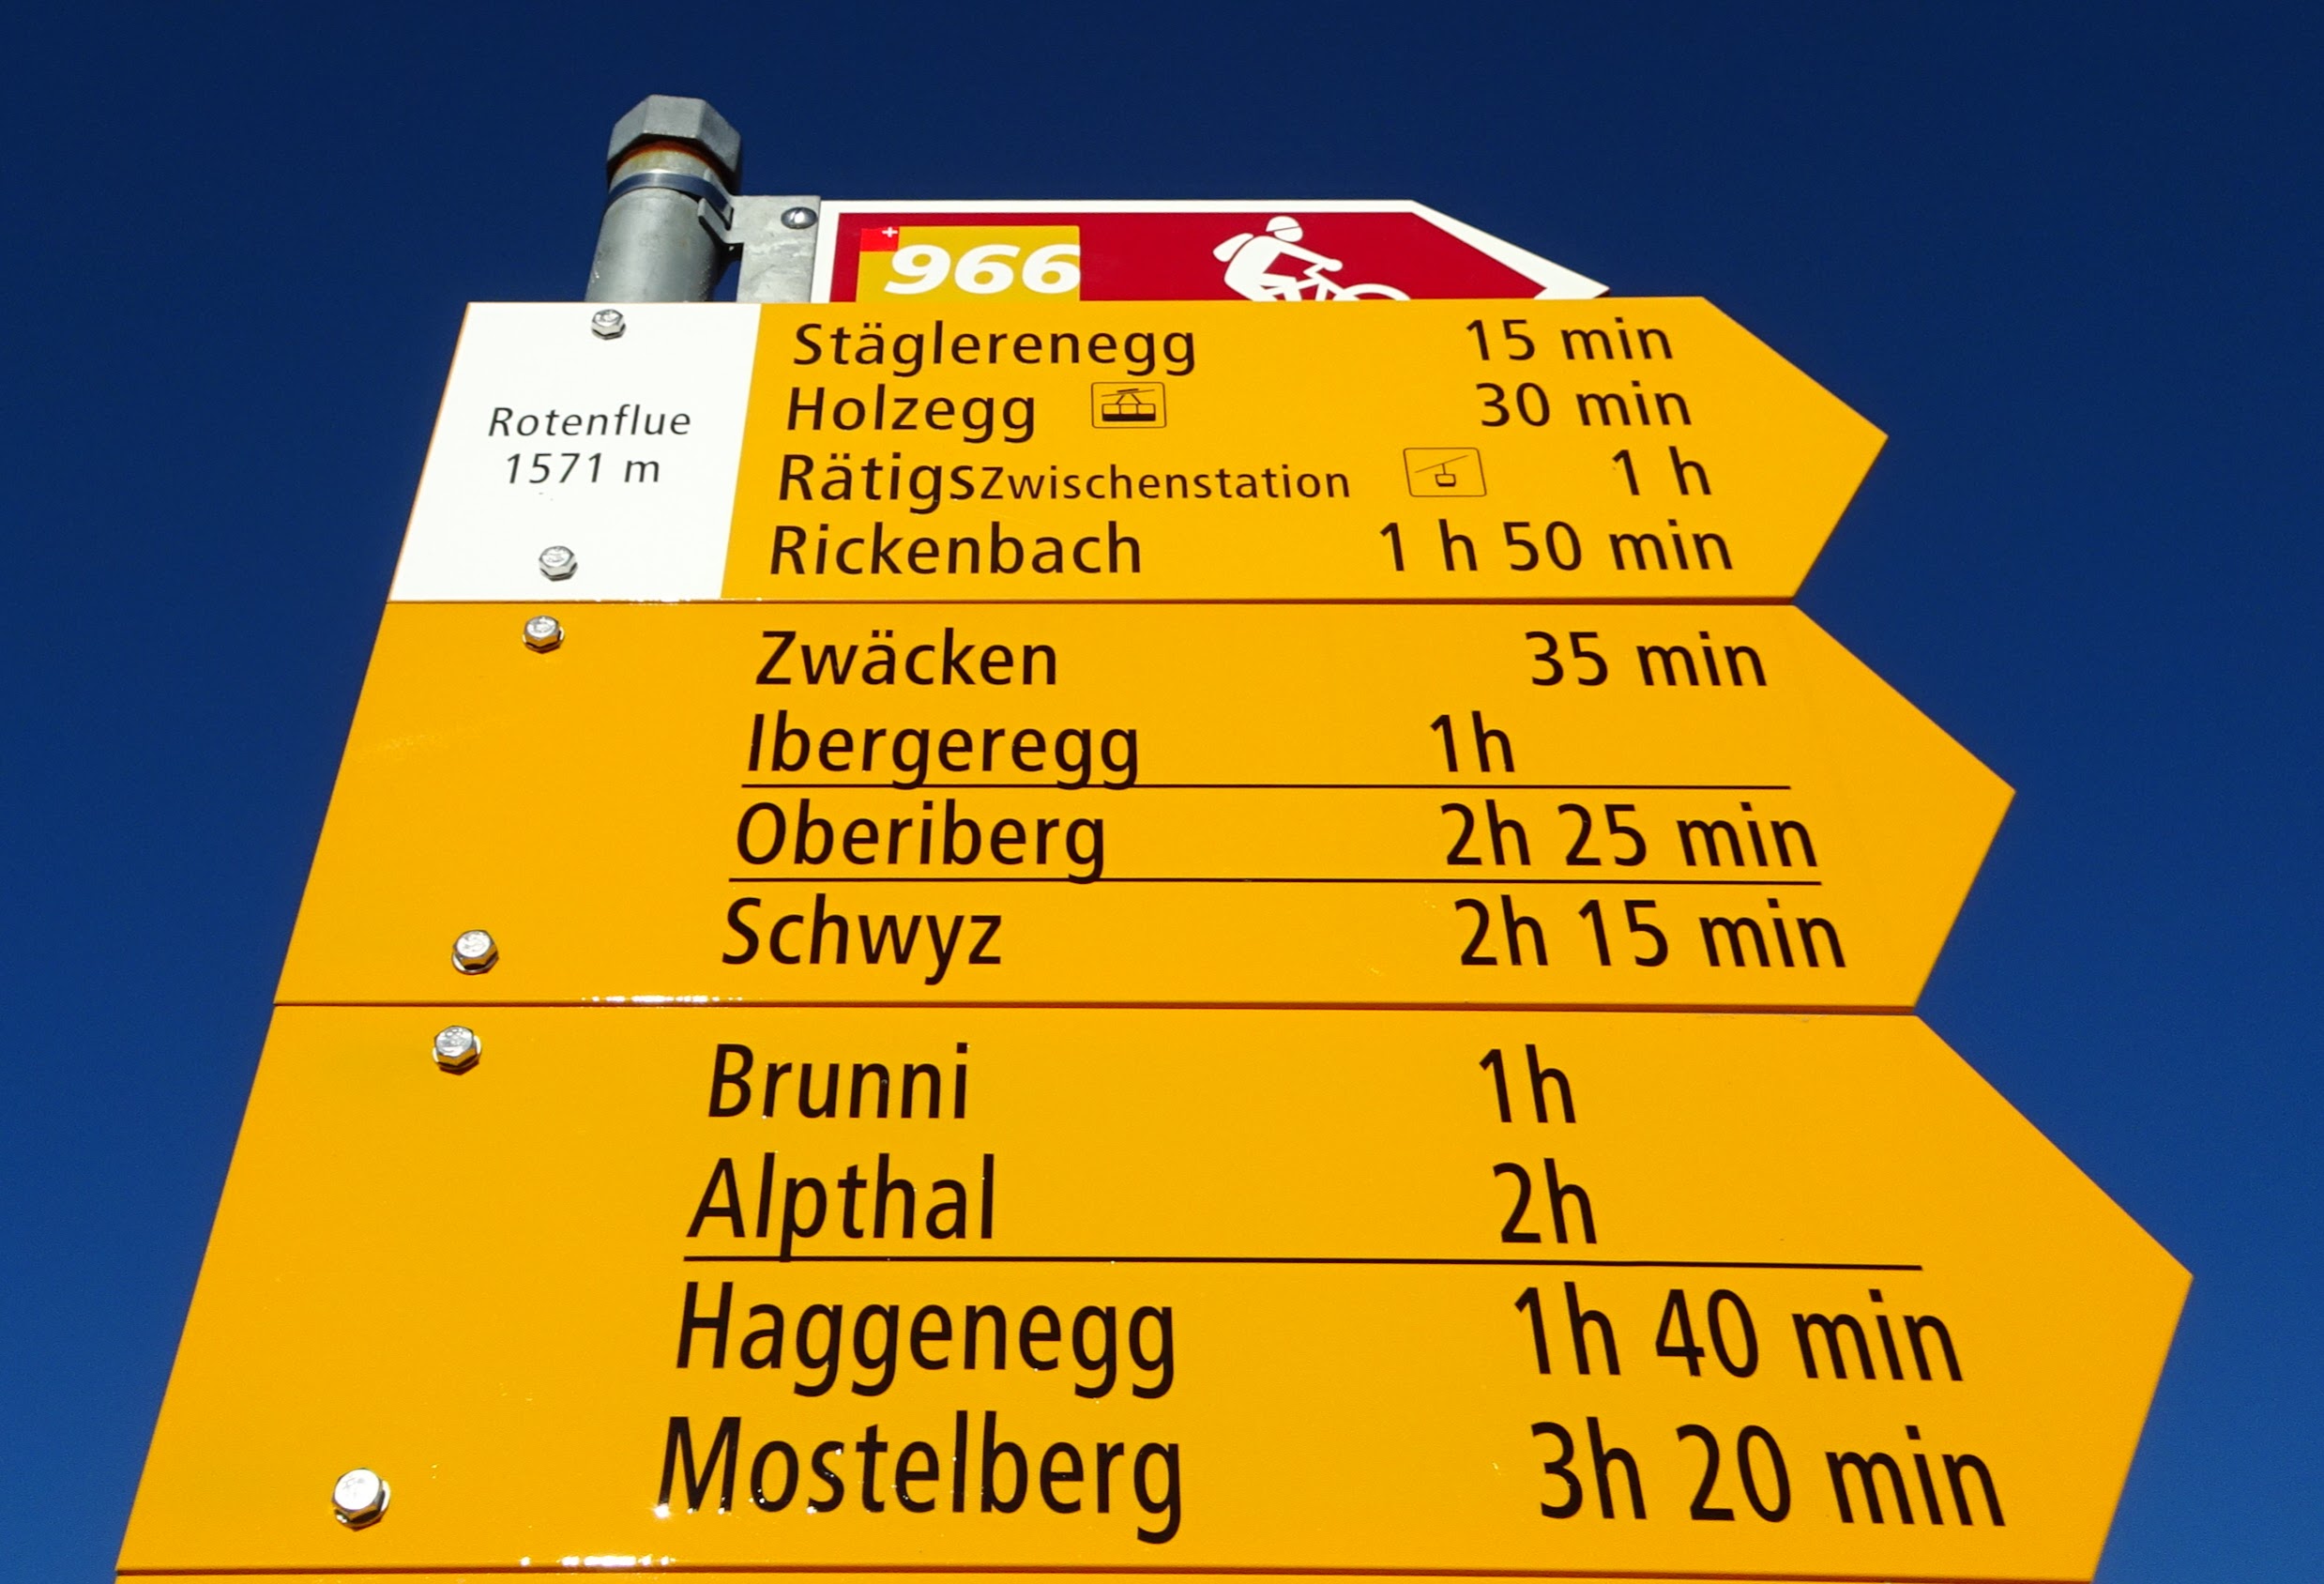 966
Rotenflue
1571 m
Stäglerenegg 15 min
Holzegg 30 min
Rätigs Zwischenstation 1 h
Rickenbach 1 h 50 min
Zwäcken 35 min
Ibergeregg 1h
Oberiberg 2h 25 min
Schwyz 2h 15 min
Brunni 1h
Alpthal 2h
Haggenegg 1h 40 min
Mostelberg 3h 20 min